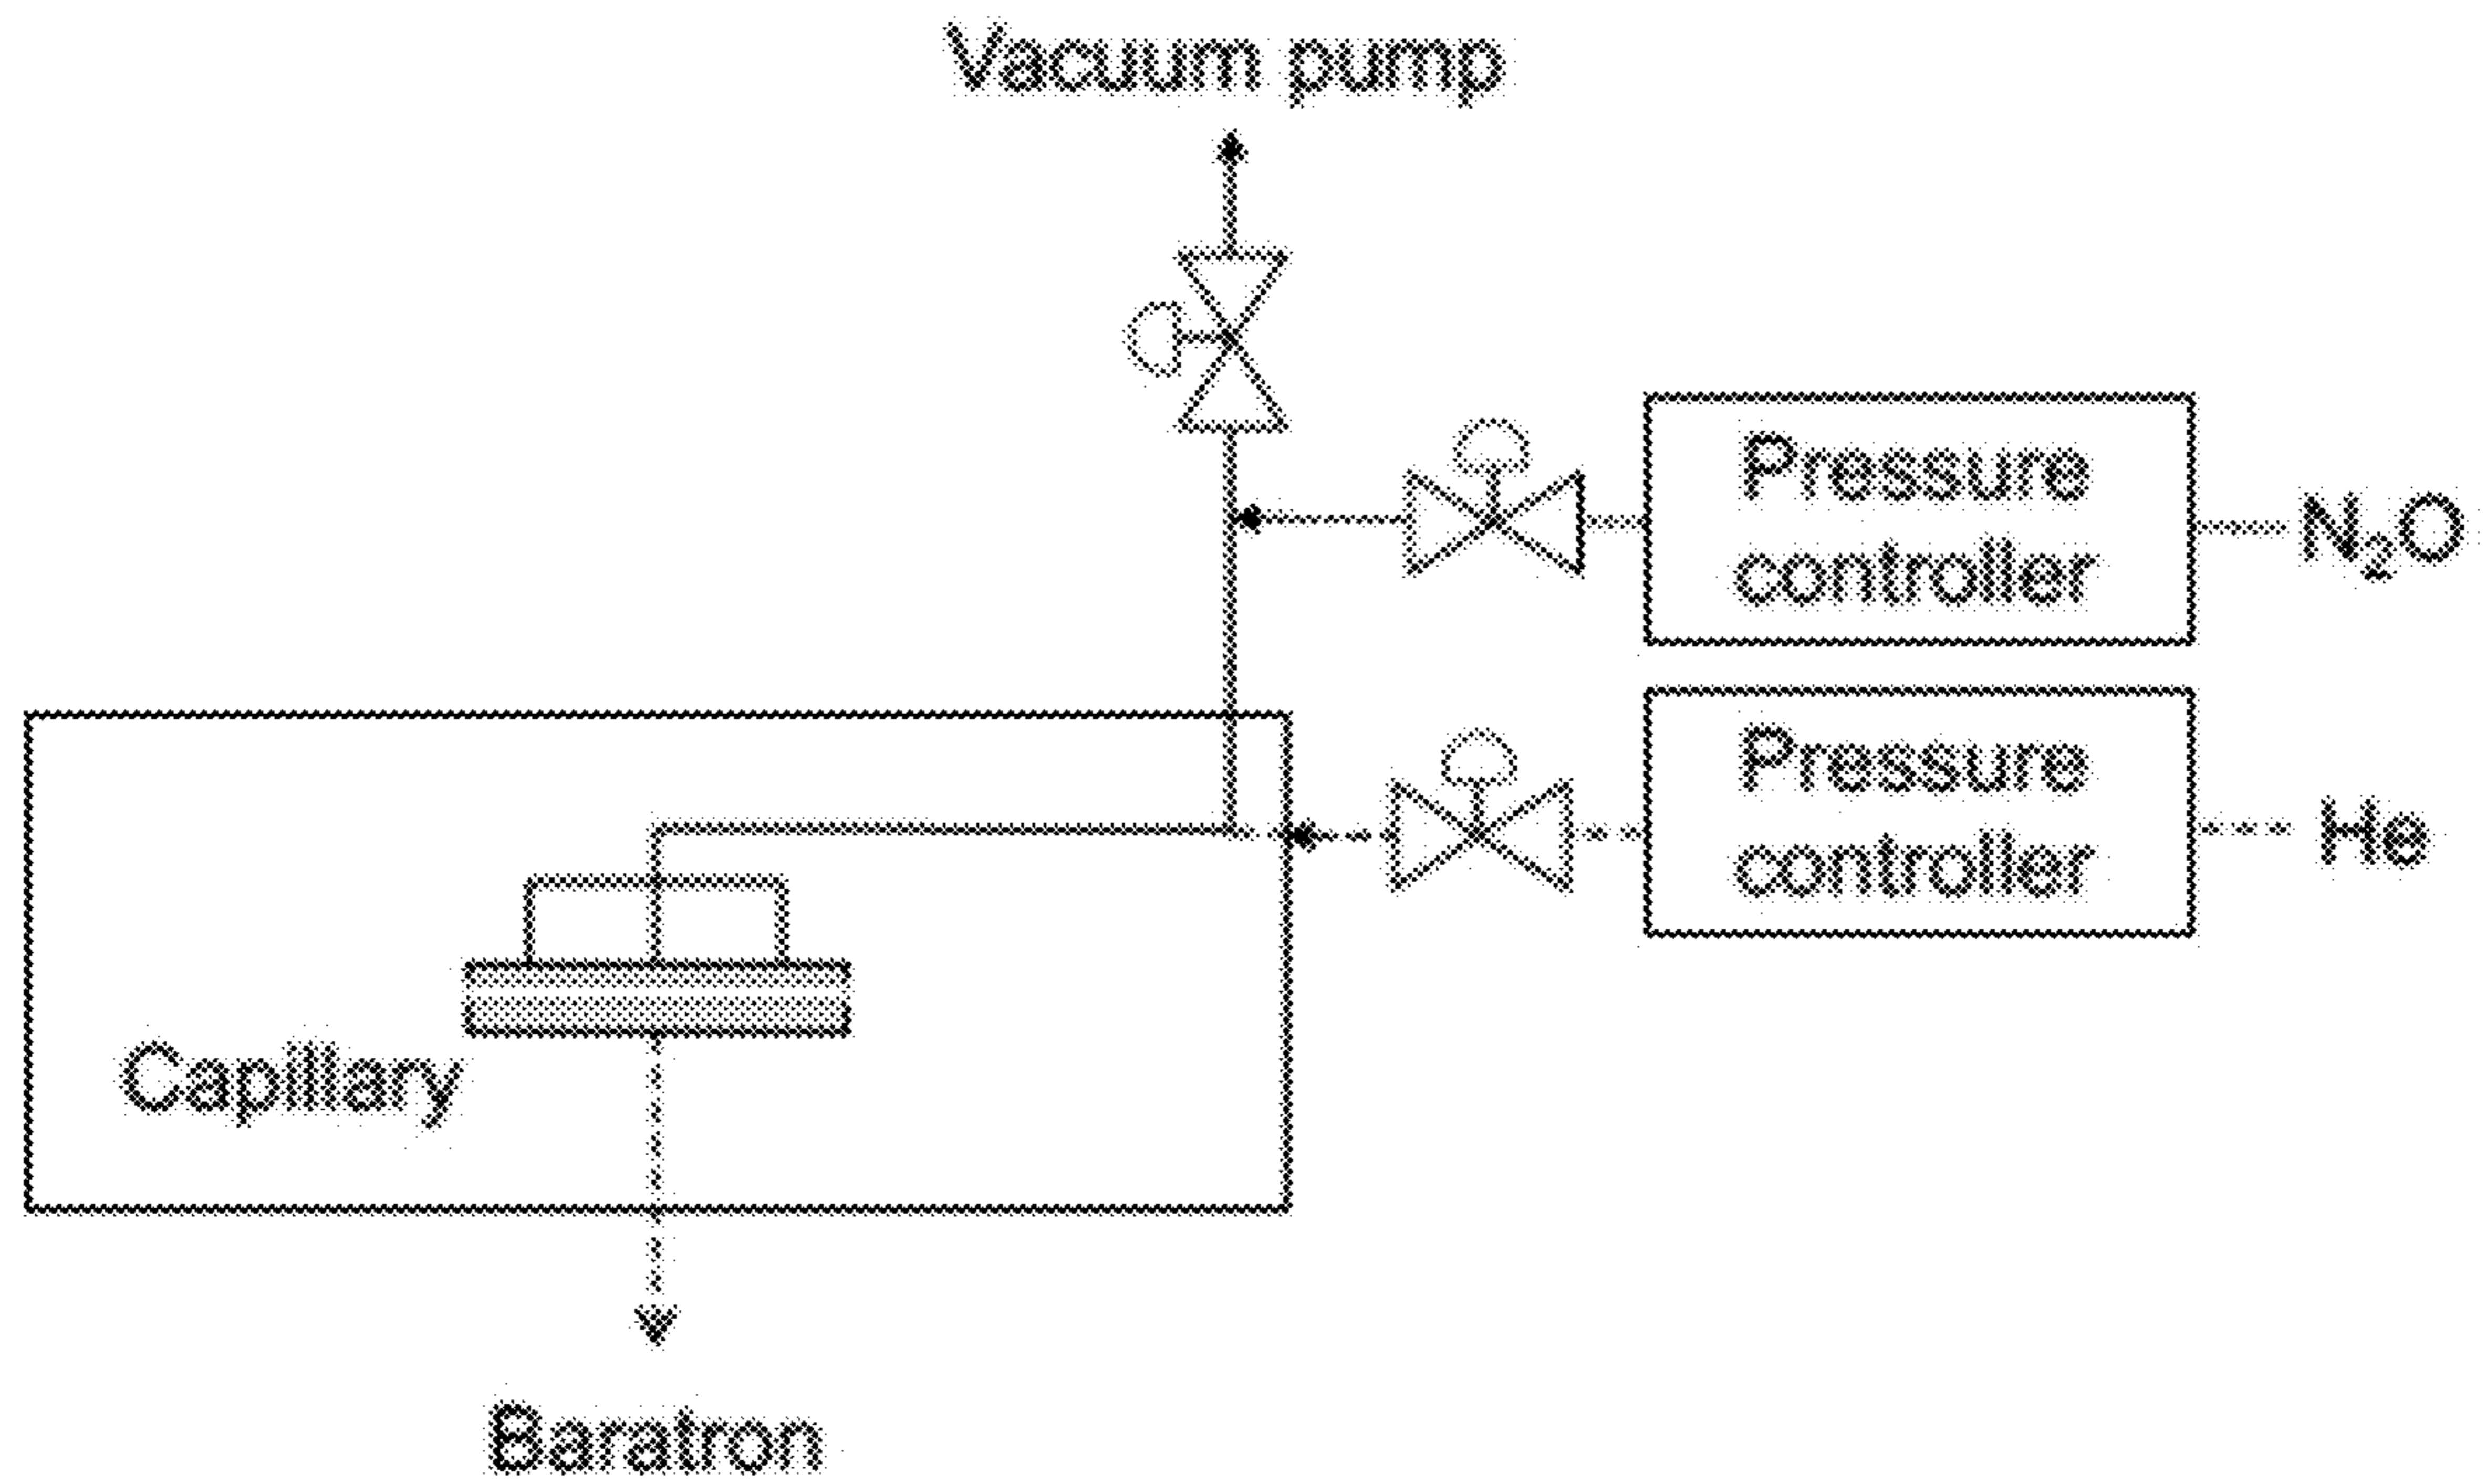 Vacuum pump
Pressure
controller
N₂O
Pressure
controller
He
Capillary
Baratron